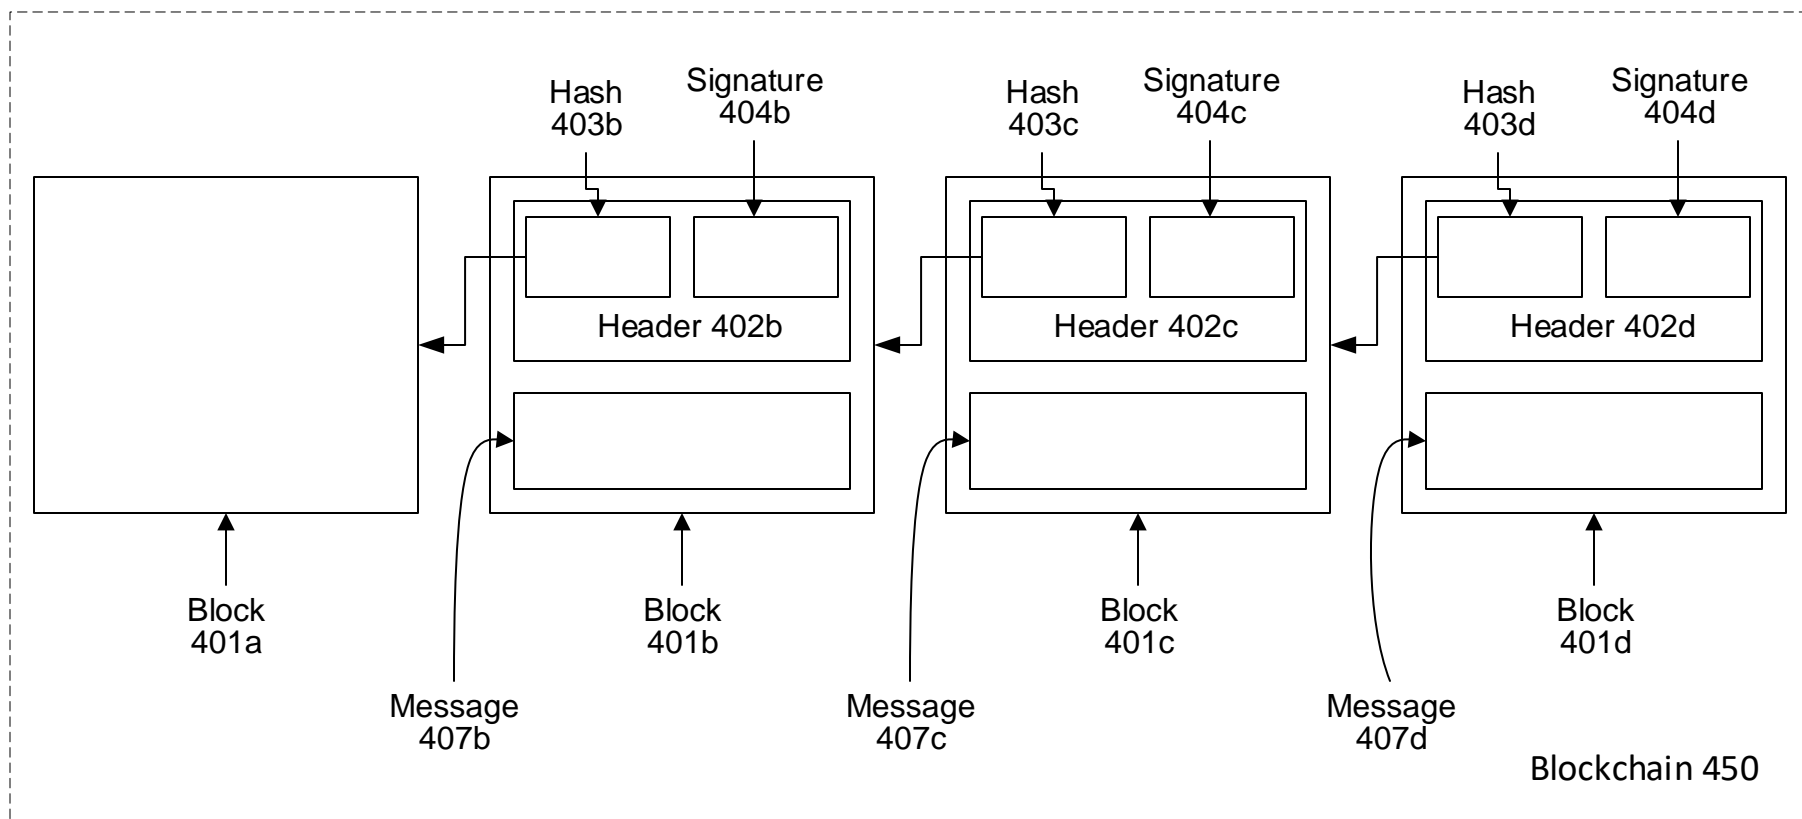 Hash
403b
Signature
404b
Hash
403c
Signature
404c
Hash
403d
Signature
404d
Header 402b
Header 402c
Header 402d
Block
401a
Block
401b
Block
401c
Block
401d
Message
407b
Message
407c
Message
407d
Blockchain 450